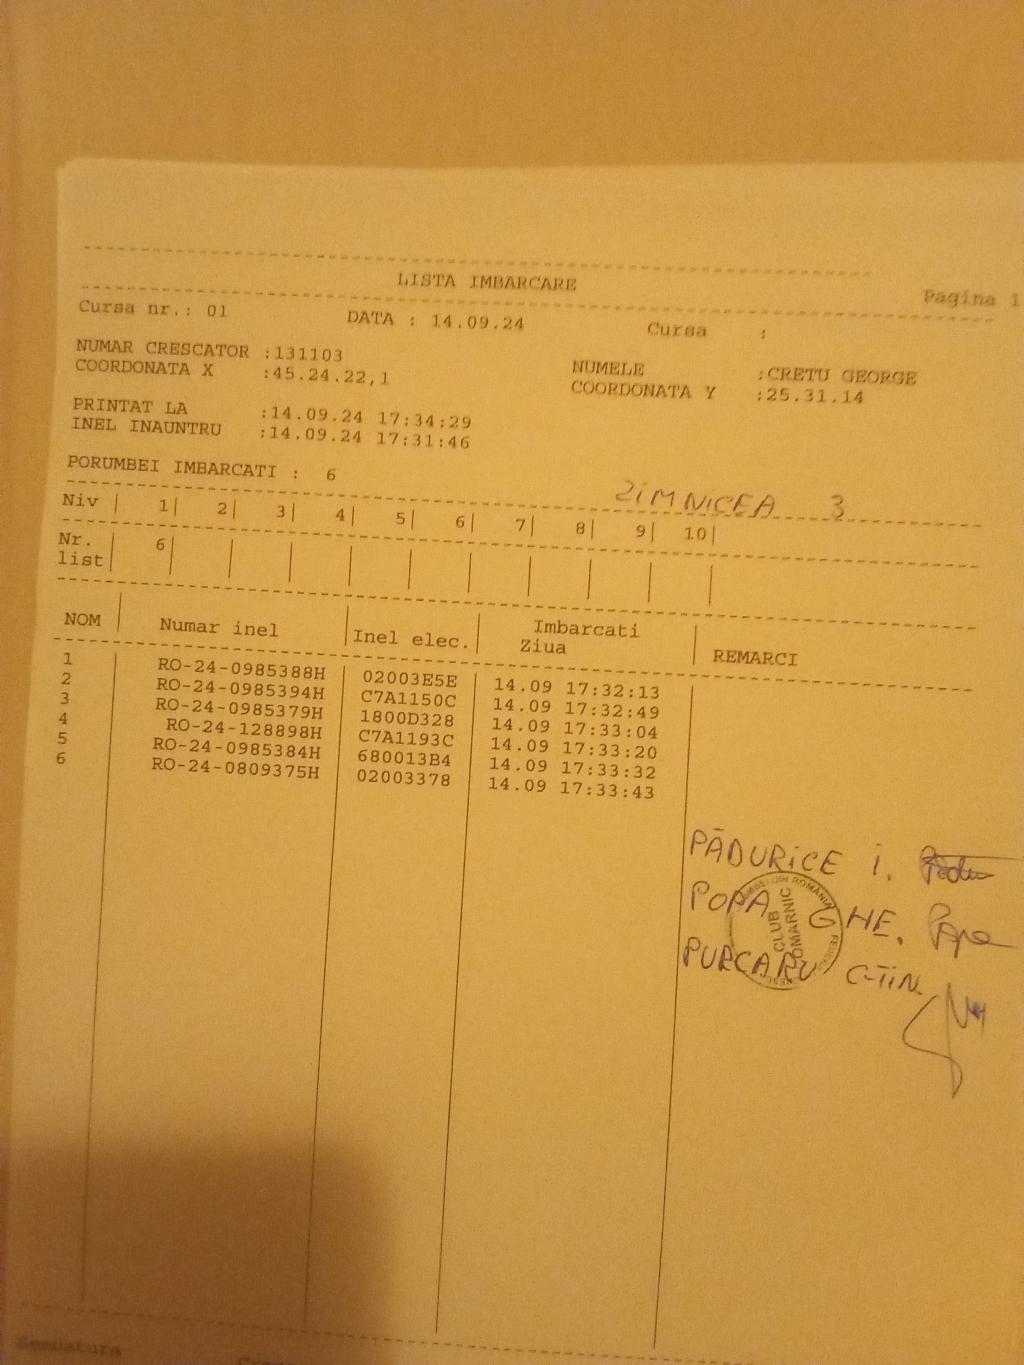 LISTA IMBARCARE
Pagina 1
Cursa nr.: 01 DATA : 14.09.24 Cursa :
NUMAR CRESCATOR :131103 NUMELE :CRETU GEORGE
COORDONATA X :45.24.22,1 COORDONATA Y :25.31.14
PRINTAT LA :14.09.24 17:34:29
INEL INAUNTRU :14.09.24 17:31:46
PORUMBEI IMBARCATI : 6
ZIMNICEA 3
Niv | 1| 2| 3| 4| 5| 6| 7| 8| 9| 10|
Nr. list | 6| | | | | | | | | |
NOM | Numar inel | Inel elec. | Imbarcati Ziua | REMARCI
1 RO-24-0985388H 02003E5E 14.09 17:32:13
2 RO-24-0985394H C7A1150C 14.09 17:32:49
3 RO-24-0985379H 1800D328 14.09 17:33:04
4 RO-24-128898H C7A1193C 14.09 17:33:20
5 RO-24-0985384H 680013B4 14.09 17:33:32
6 RO-24-0809375H 02003378 14.09 17:33:43
PĂDURICE I.
POPA GHE. Popa
PURCARU C-TIN
CLUB
COMARNIC
ROMANIA
Semnatura